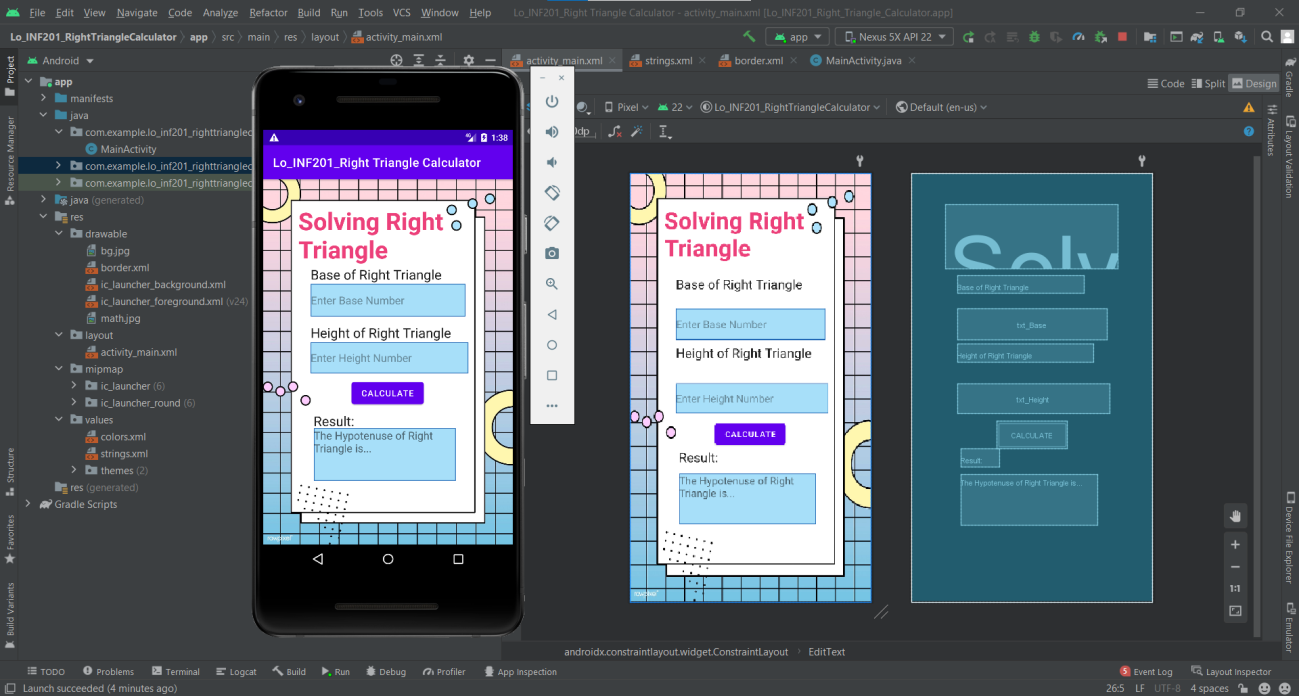 File Edit View Navigate Code Analyze Refactor Build Run Tools VCS Window Help Lo_INF201_Right Triangle Calculator - activity_main.xml [Lo_INF201_Right_Triangle_Calculator.app]
Lo_INF201_RightTriangleCalculator app src main res layout activity_main.xml app Nexus 5X API 22
Project
Resource Manager
Structure
Favorites
Build Variants
Android
app
manifests
java
com.example.lo_inf201_righttriangled
MainActivity
com.example.lo_inf201_righttriangled
com.example.lo_inf201_righttriangled
java (generated)
res
drawable
bg.jpg
border.xml
ic_launcher_background.xml
ic_launcher_foreground.xml (v24)
math.jpg
layout
activity_main.xml
mipmap
ic_launcher (6)
ic_launcher_round (6)
values
colors.xml
strings.xml
themes (2)
res (generated)
Gradle Scripts
1:38
Lo_INF201_Right Triangle Calculator
Solving Right
Triangle
Base of Right Triangle
Enter Base Number
Height of Right Triangle
Enter Height Number
CALCULATE
Result:
The Hypotenuse of Right
Triangle is...
rawpixel
activity_main.xml strings.xml border.xml MainActivity.java
Code Split Design
Pixel 22 Lo_INF201_RightTriangleCalculator Default (en-us)
0dp
Solving Right
Triangle
Base of Right Triangle
Enter Base Number
Height of Right Triangle
Enter Height Number
CALCULATE
Result:
The Hypotenuse of Right
Triangle is...
rawpixel
Solv
Base of Right Triangle
txt_Base
Height of Right Triangle
txt_Height
CALCULATE
Result:
The Hypotenuse of Right Triangle is...
1:1
Gradle
Attributes
Layout Validation
Device File Explorer
Emulator
androidx.constraintlayout.widget.ConstraintLayout EditText
TODO Problems Terminal Logcat Build Run Debug Profiler App Inspection 5 Event Log Layout Inspector
Launch succeeded (4 minutes ago) 26:5 LF UTF-8 4 spaces